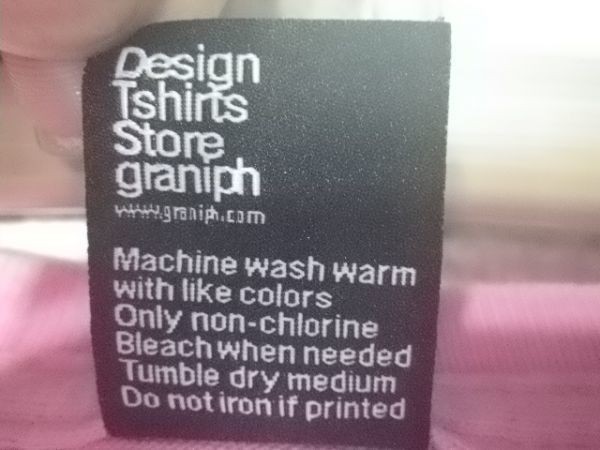 Design
Tshirts
Store
graniph
www.graniph.com
Machine wash warm
with like colors
Only non-chlorine
Bleach when needed
Tumble dry medium
Do not iron if printed